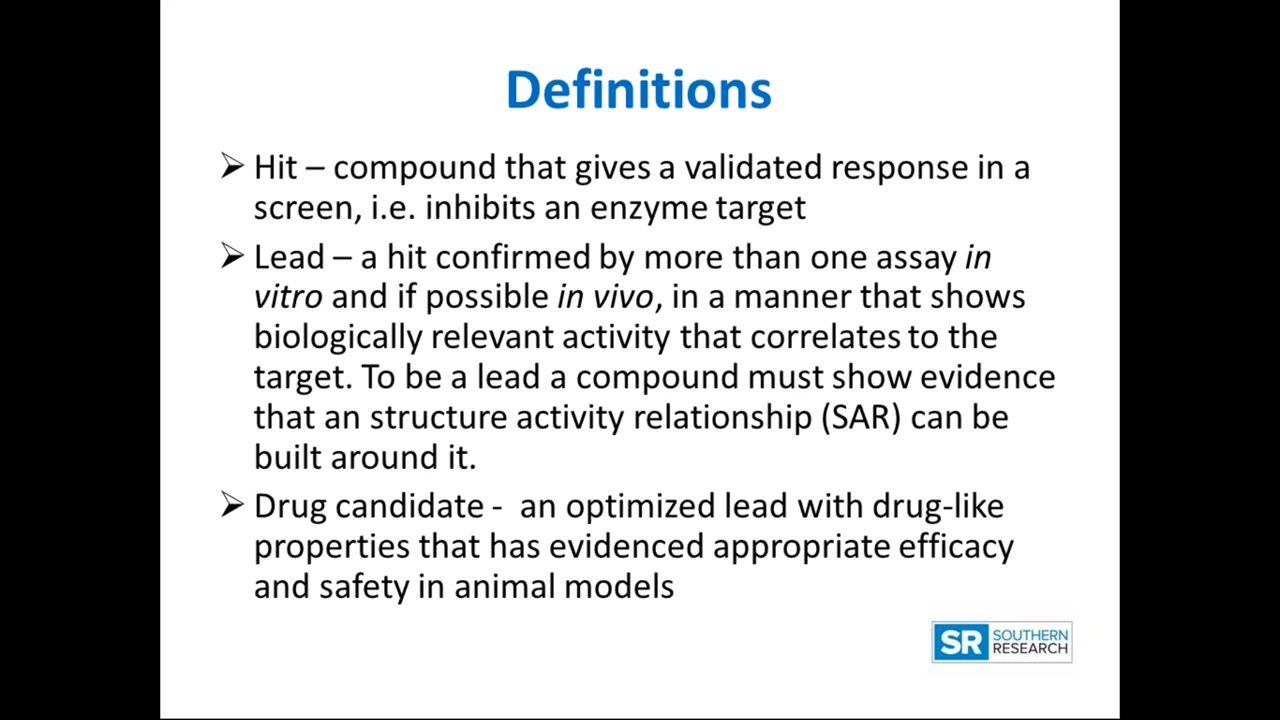 Definitions
➢ Hit – compound that gives a validated response in a
screen, i.e. inhibits an enzyme target
➢ Lead – a hit confirmed by more than one assay in
vitro and if possible in vivo, in a manner that shows
biologically relevant activity that correlates to the
target. To be a lead a compound must show evidence
that an structure activity relationship (SAR) can be
built around it.
➢ Drug candidate -  an optimized lead with drug-like
properties that has evidenced appropriate efficacy
and safety in animal models
SR SOUTHERN
RESEARCH